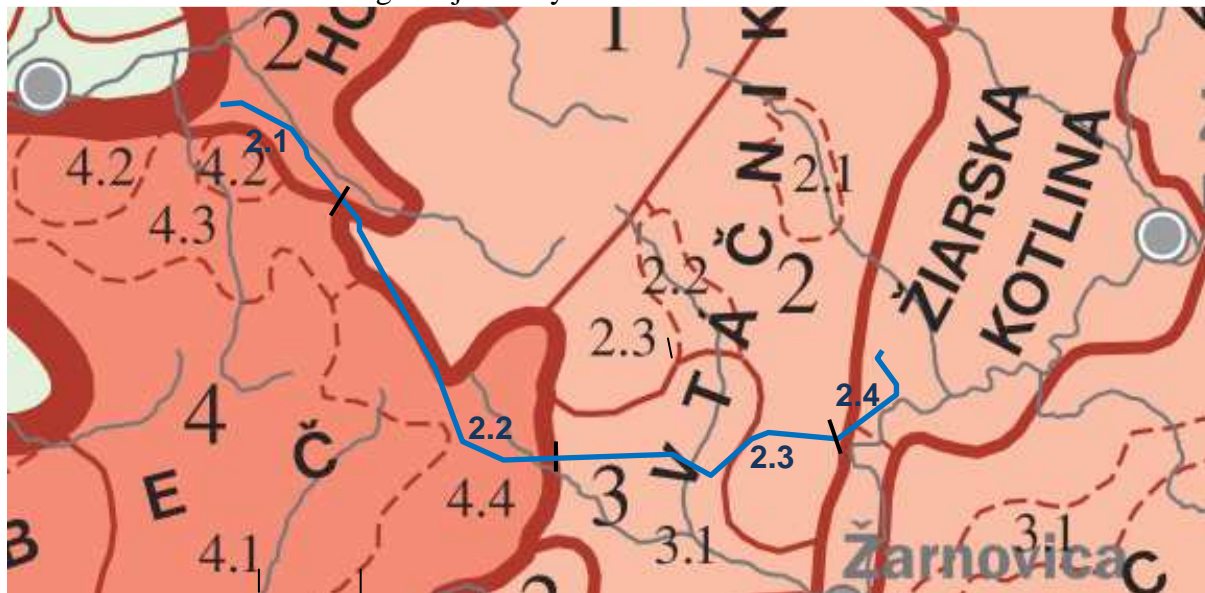 2
HO
1
K
I
N
Č
Á
T
V
2.1
4.2
4.2
4.3
2.1
ŽIARSKA
KOTLINA
2.2
2
2.3
2.4
4
2.2
2.3
B
E
Č
4.4
3
4.1
3.1
3.1
Žarnovica
C